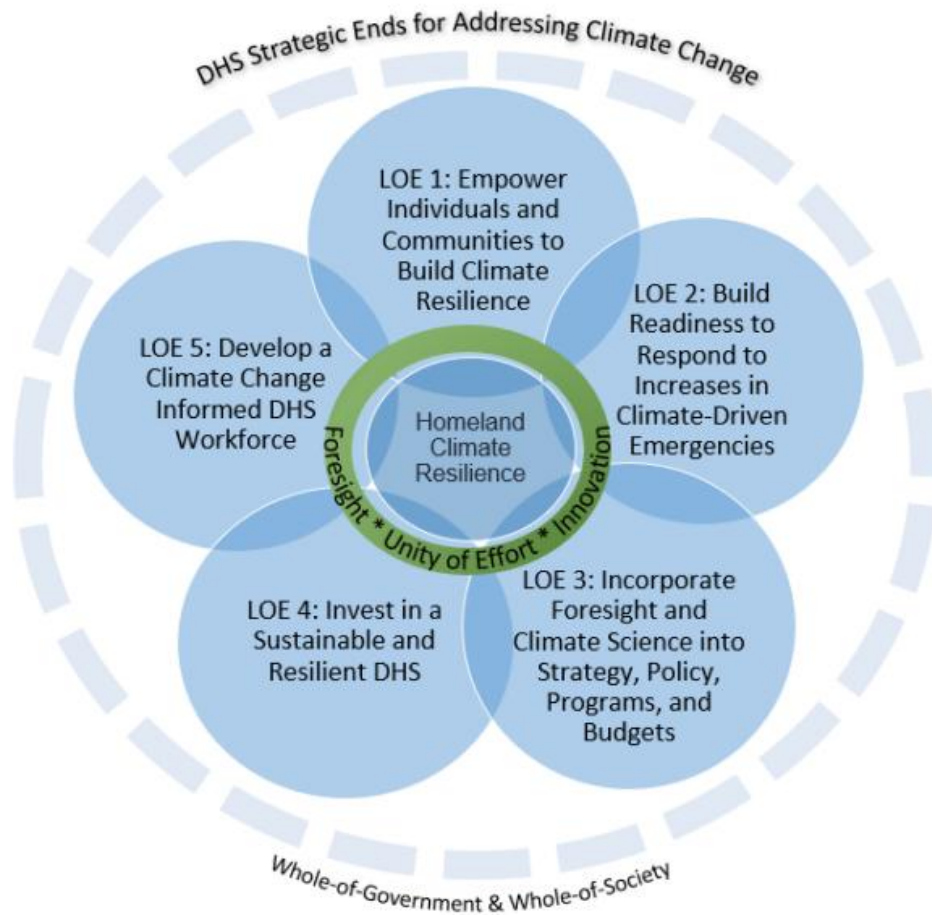 DHS Strategic Ends for Addressing Climate Change
LOE 1: Empower
Individuals and
Communities to
Build Climate
Resilience
LOE 2: Build
Readiness to
Respond to
Increases in
Climate-Driven
Emergencies
LOE 5: Develop a
Climate Change
Informed DHS
Workforce
Homeland
Climate
Resilience
Foresight * Unity of Effort * Innovation
LOE 4: Invest in a
Sustainable and
Resilient DHS
LOE 3: Incorporate
Foresight and
Climate Science into
Strategy, Policy,
Programs, and
Budgets
Whole-of-Government & Whole-of-Society